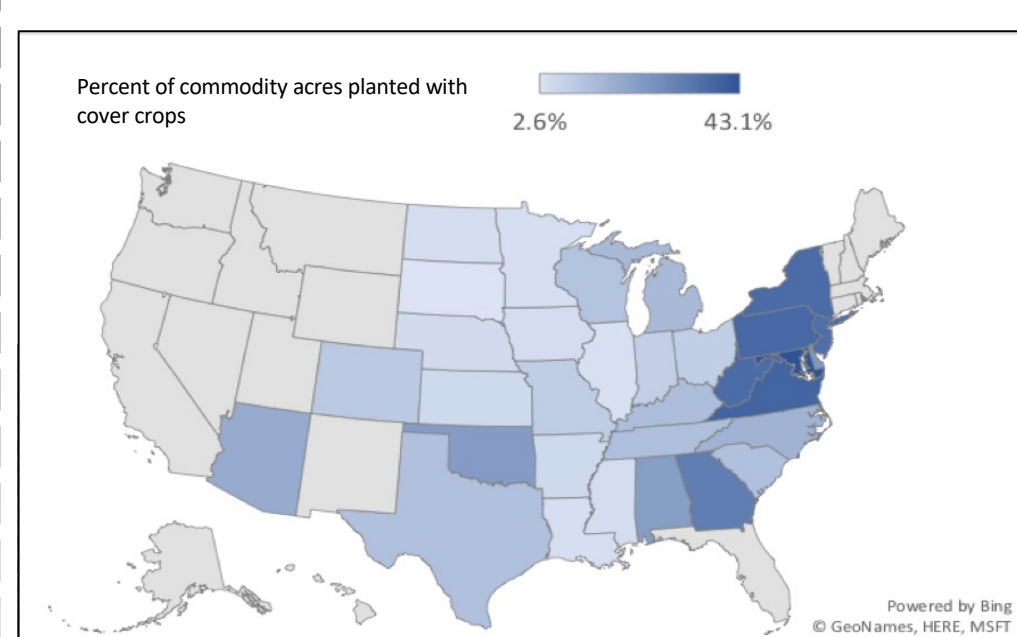 Percent of commodity acres planted with
cover crops
2.6%
43.1%
Powered by Bing
© GeoNames, HERE, MSFT